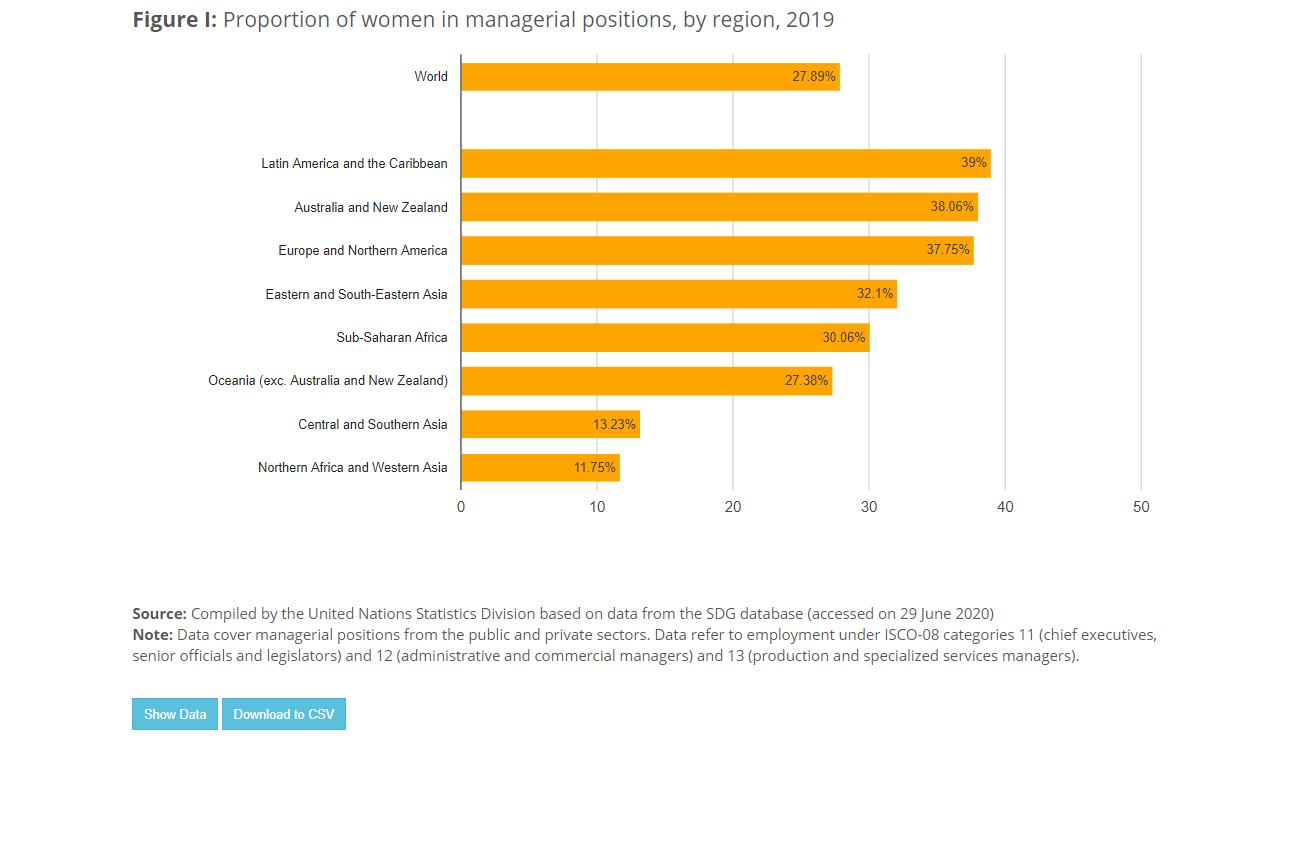 Figure I: Proportion of women in managerial positions, by region, 2019
World 27.89%
Latin America and the Caribbean 39%
Australia and New Zealand 38.06%
Europe and Northern America 37.75%
Eastern and South-Eastern Asia 32.1%
Sub-Saharan Africa 30.06%
Oceania (exc. Australia and New Zealand) 27.38%
Central and Southern Asia 13.23%
Northern Africa and Western Asia 11.75%
0 10 20 30 40 50
Source: Compiled by the United Nations Statistics Division based on data from the SDG database (accessed on 29 June 2020)
Note: Data cover managerial positions from the public and private sectors. Data refer to employment under ISCO-08 categories 11 (chief executives,
senior officials and legislators) and 12 (administrative and commercial managers) and 13 (production and specialized services managers).
Show Data Download to CSV